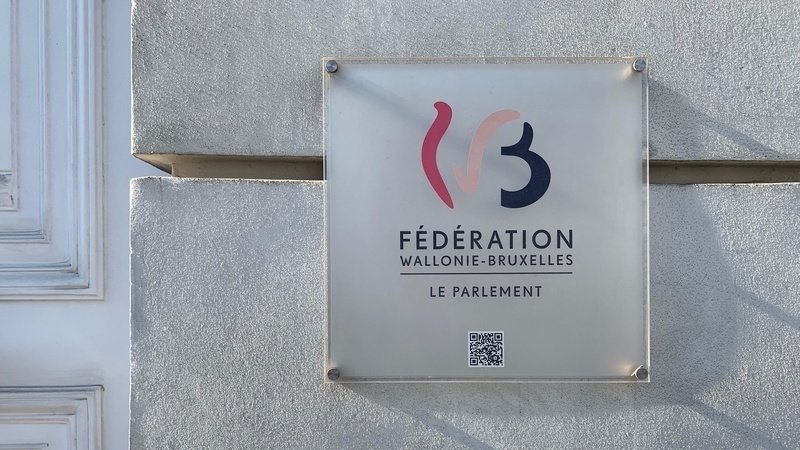 FÉDÉRATION
WALLONIE-BRUXELLES
LE PARLEMENT